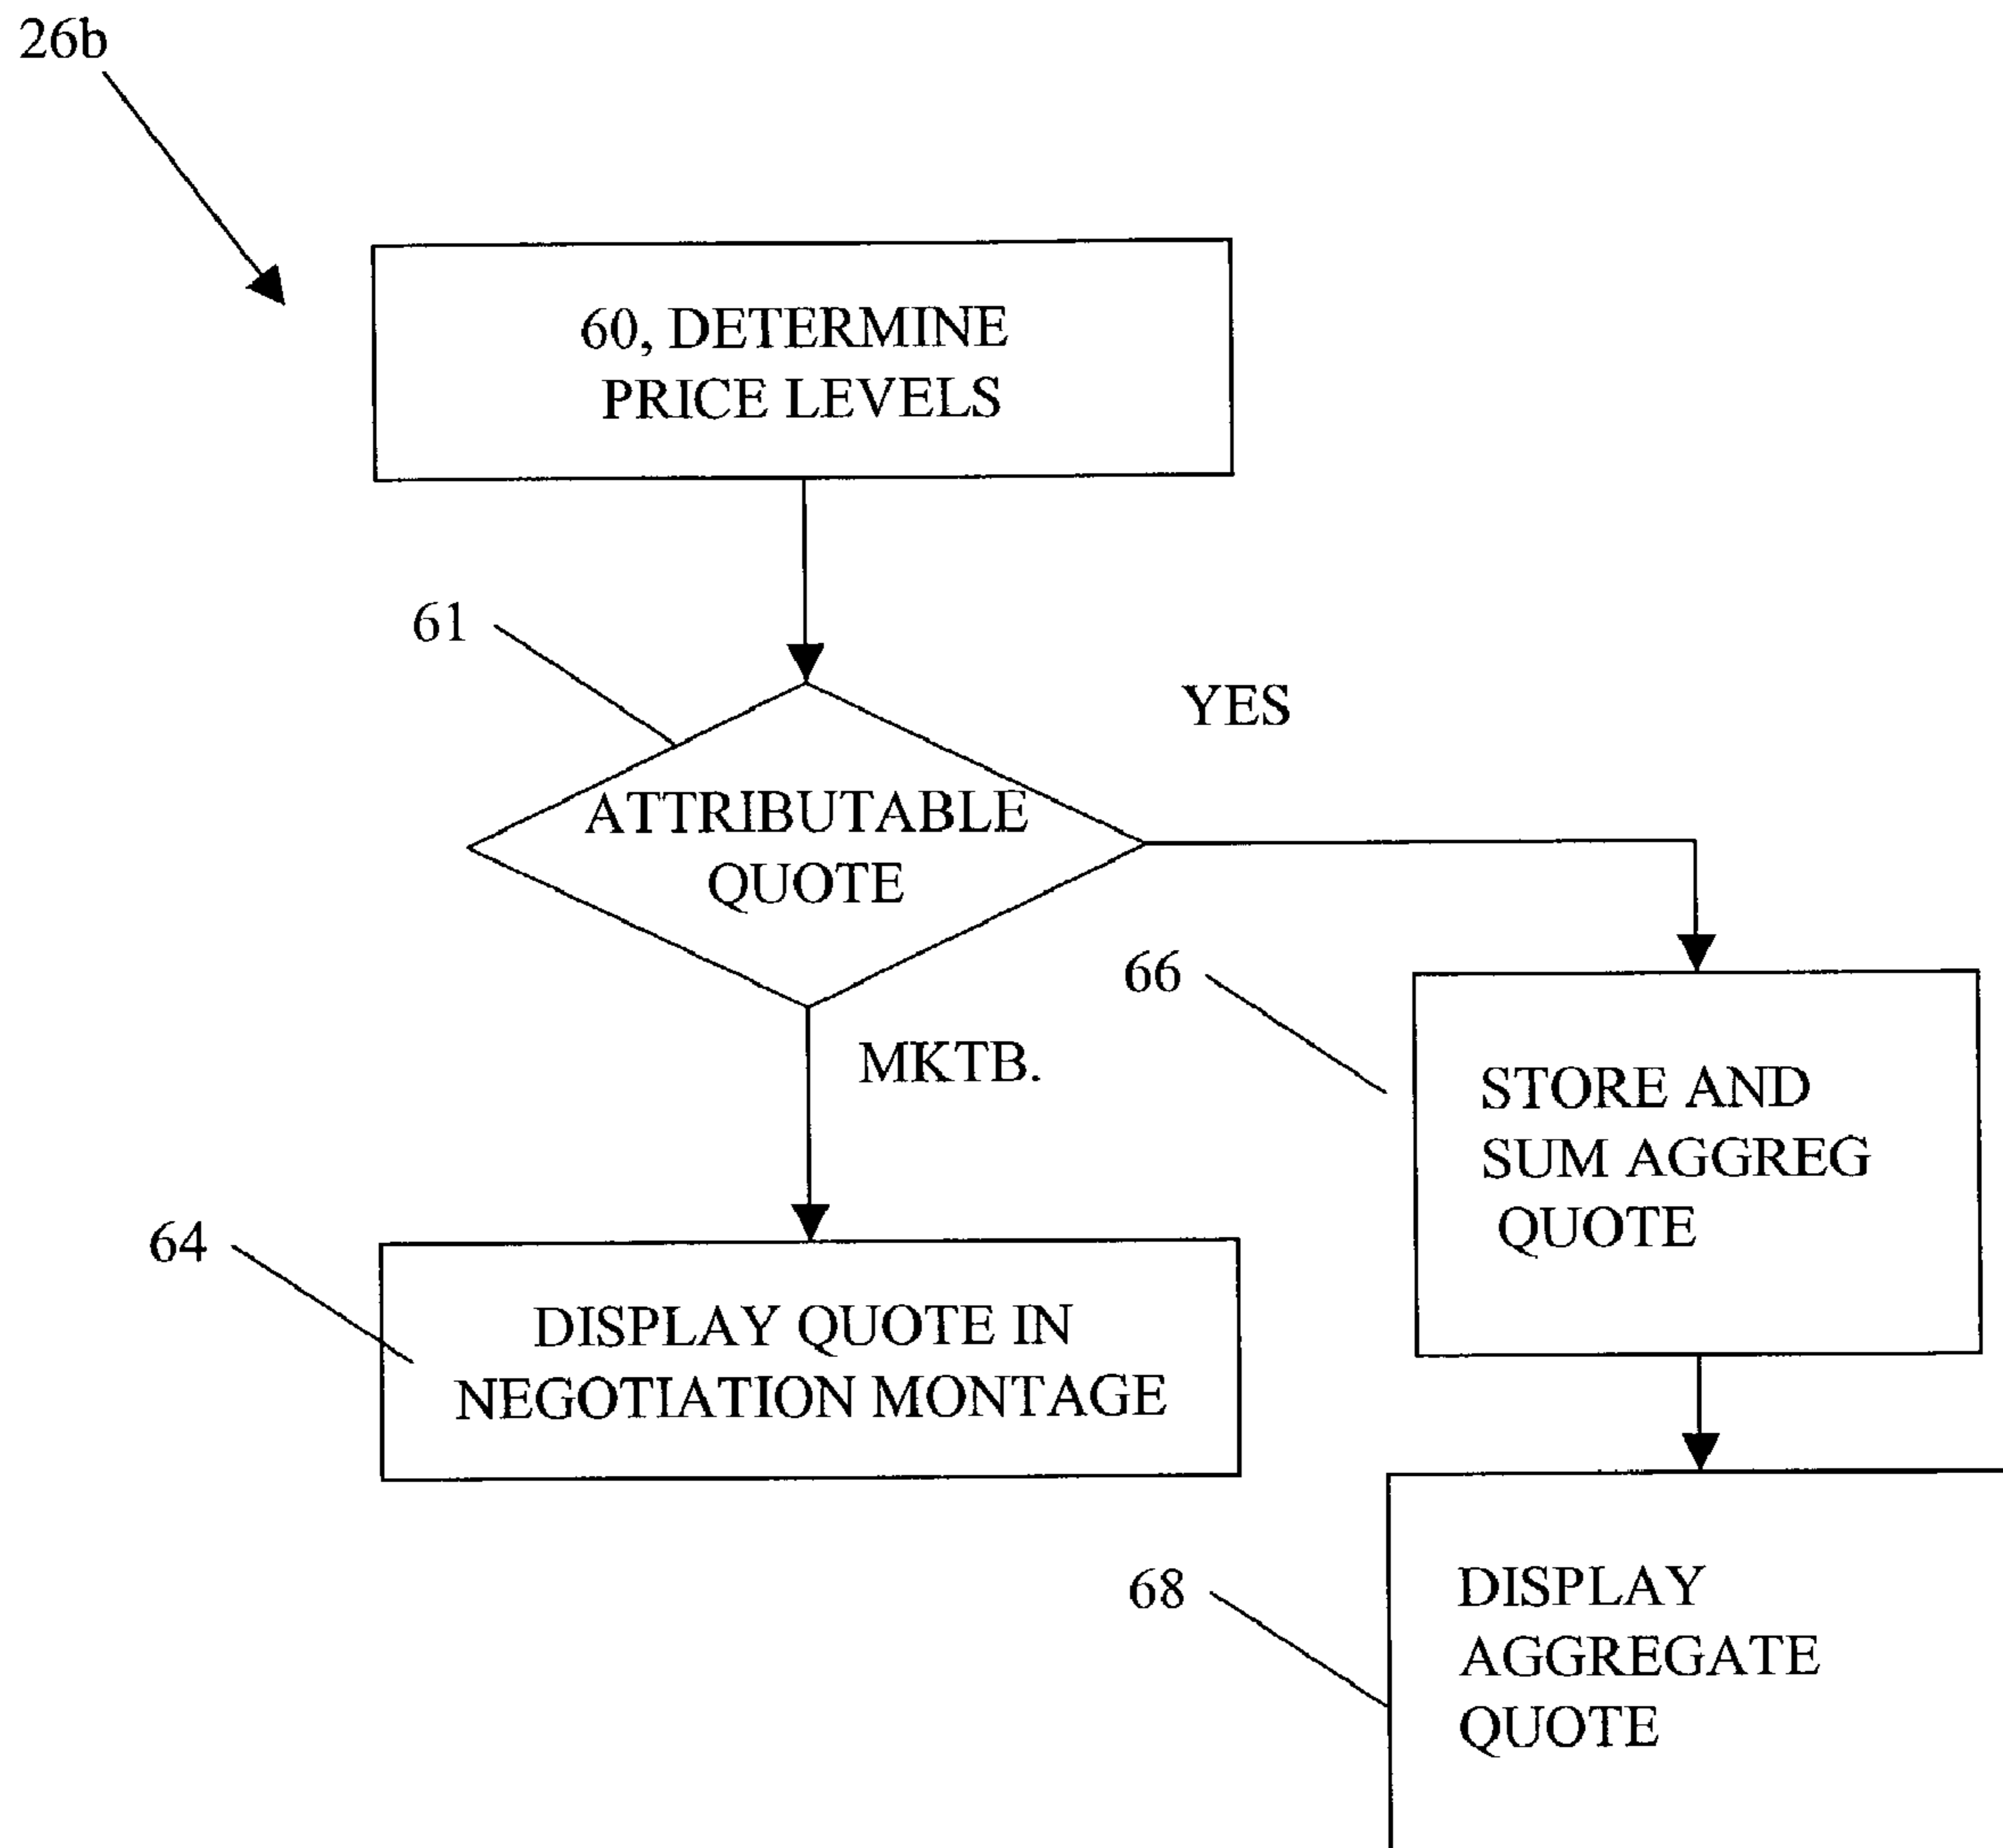 26b
60, DETERMINE
PRICE LEVELS
61
YES
ATTRIBUTABLE
QUOTE
66
MKTB.
STORE AND
SUM AGGREG
QUOTE
64
DISPLAY QUOTE IN
NEGOTIATION MONTAGE
68
DISPLAY
AGGREGATE
QUOTE